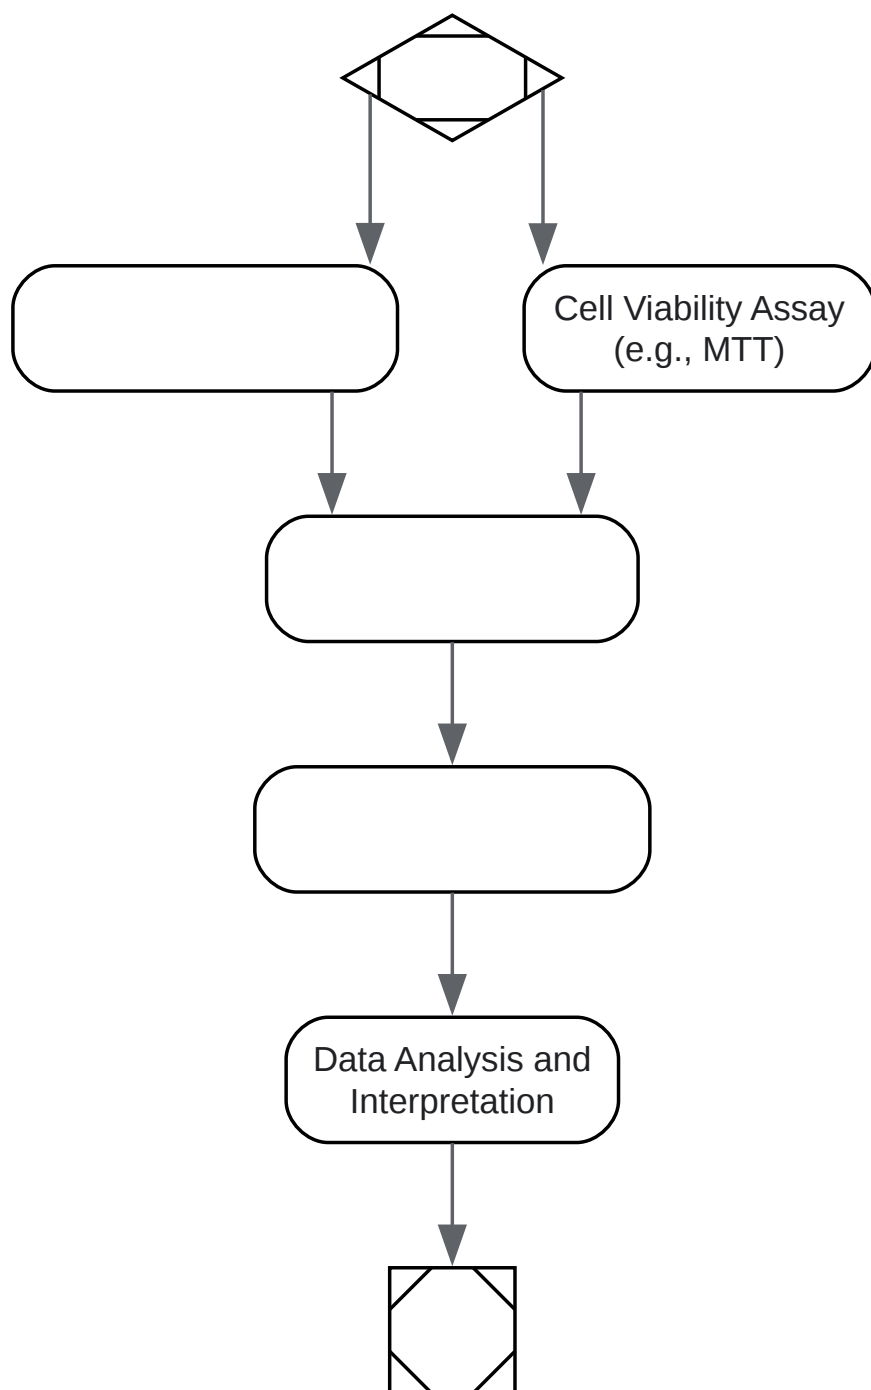 Cell Viability Assay
(e.g., MTT)
Data Analysis and
Interpretation